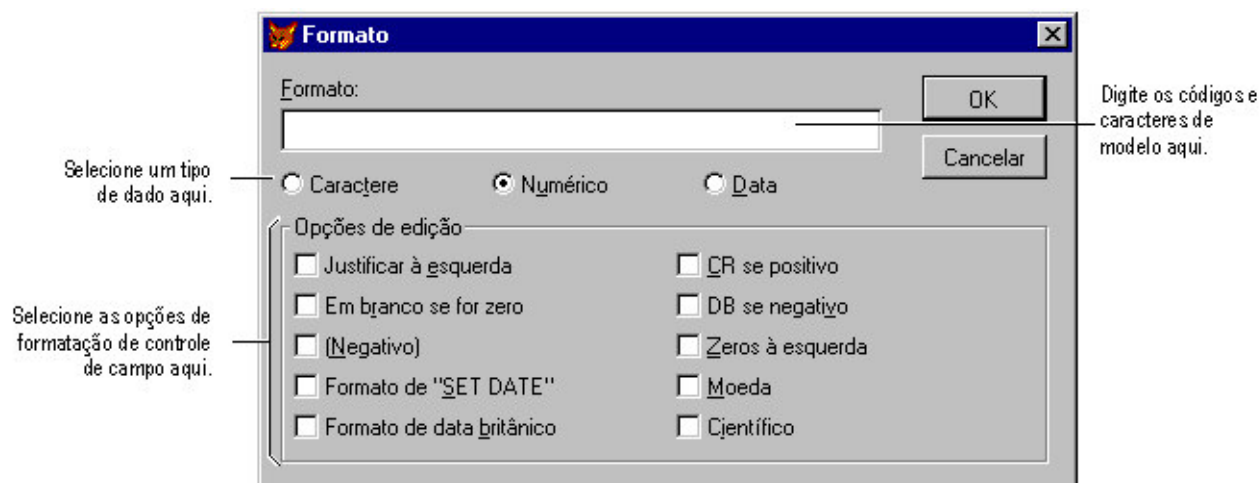 Formato
Formato:
OK
Cancelar
Digite os códigos e
caracteres de
modelo aqui.
Selecione um tipo
de dado aqui.
Caractere
Numérico
Data
Opções de edição
Justificar à esquerda
CR se positivo
Em branco se for zero
DB se negativo
(Negativo)
Zeros à esquerda
Formato de "SET DATE"
Moeda
Formato de data britânico
Científico
Selecione as opções de
formatação de controle
de campo aqui.